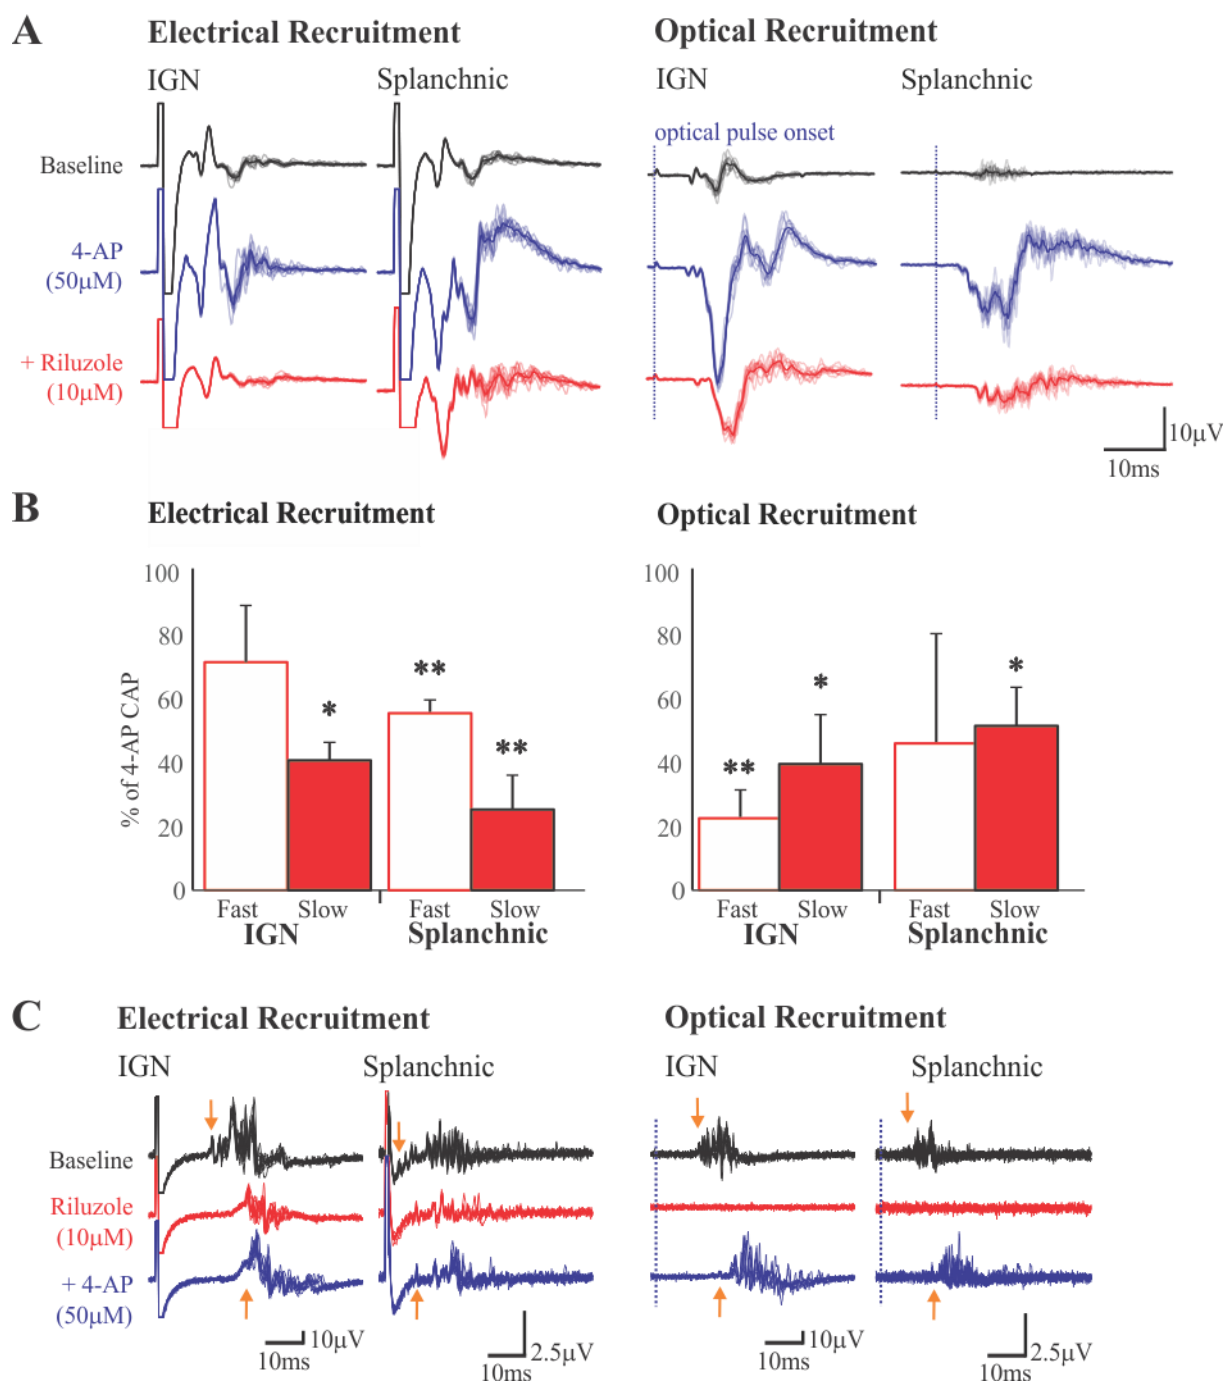 A
Electrical Recruitment
Optical Recruitment
IGN
Splanchnic
IGN
Splanchnic
optical pulse onset
Baseline
4-AP
(50μM)
+ Riluzole
(10μM)
10μV
10ms
B
Electrical Recruitment
Optical Recruitment
% of 4-AP CAP
100
80
60
40
20
0
**
*
**
Fast Slow Fast Slow
IGN Splanchnic
100
80
60
40
20
0
**
*
*
Fast Slow Fast Slow
IGN Splanchnic
C
Electrical Recruitment
Optical Recruitment
IGN
Splanchnic
IGN
Splanchnic
Baseline
Riluzole
(10μM)
+ 4-AP
(50μM)
10μV
10ms
2.5μV
10ms
10μV
10ms
2.5μV
10ms